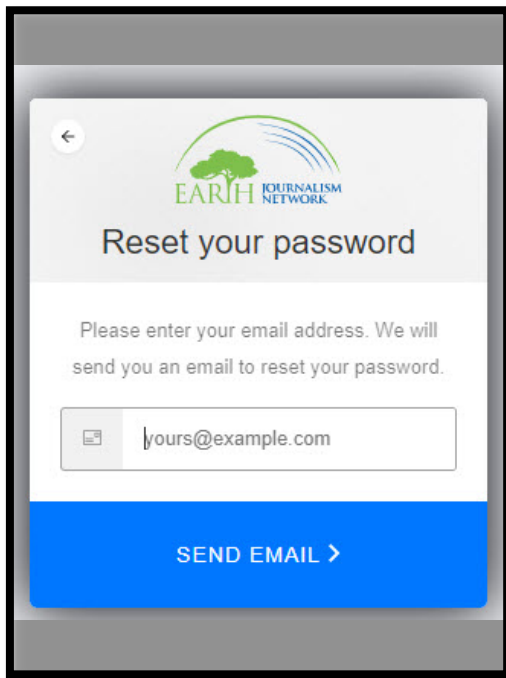 EARTH JOURNALISM
NETWORK
Reset your password
Please enter your email address. We will
send you an email to reset your password.
yours@example.com
SEND EMAIL >